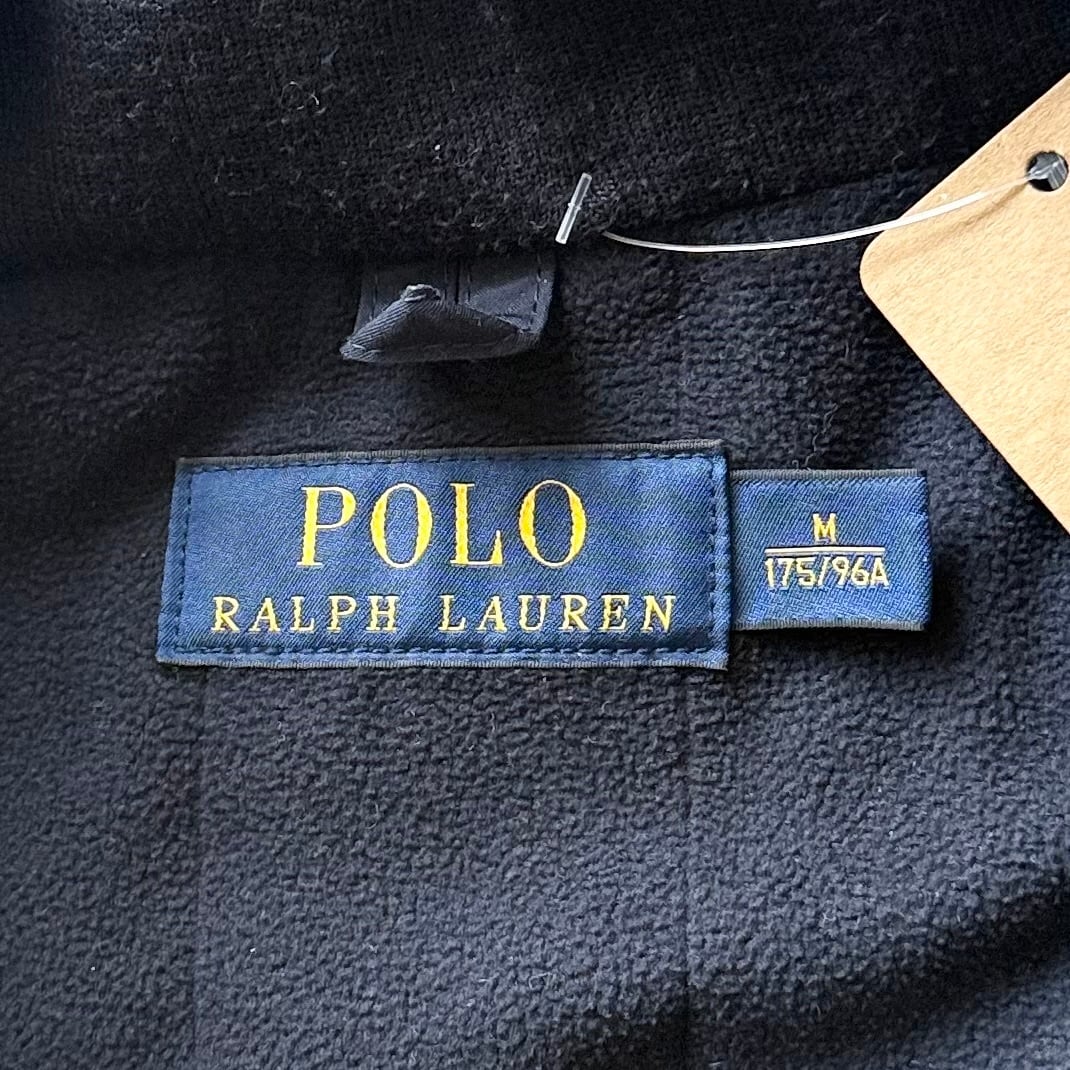 POLO
RALPH LAUREN
M
175/96A